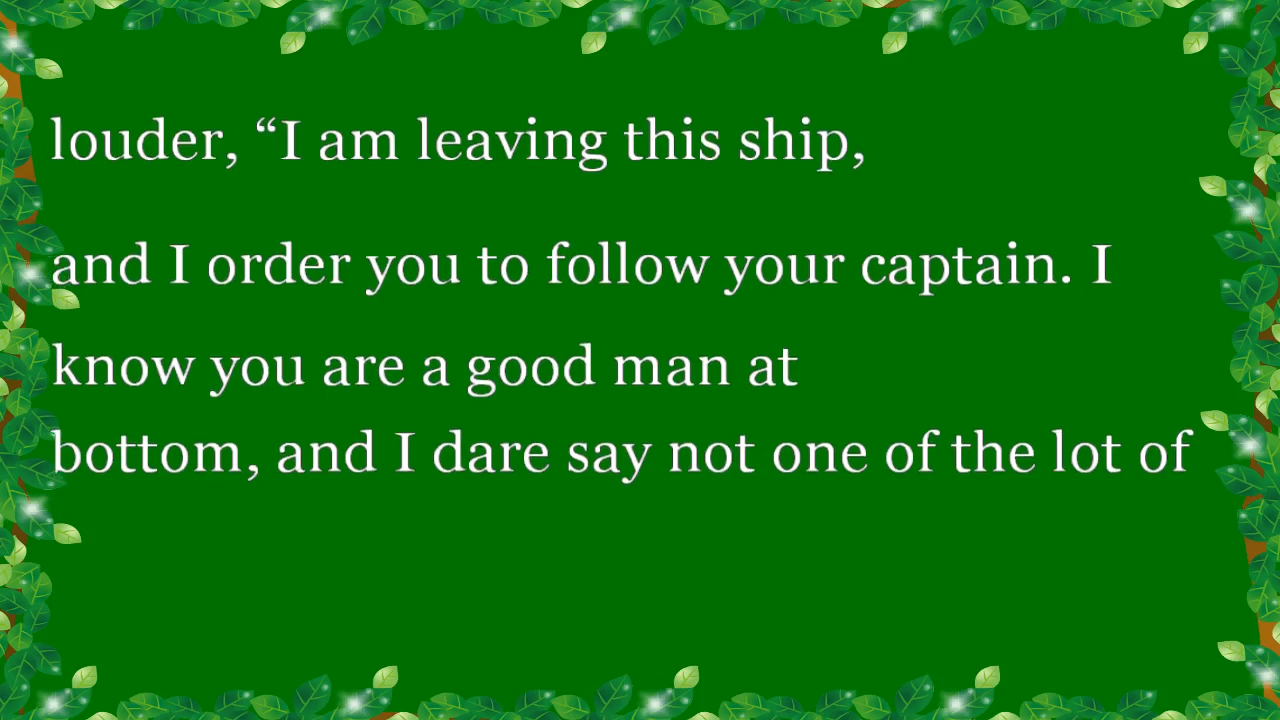 louder, “I am leaving this ship,
and I order you to follow your captain. I
know you are a good man at
bottom, and I dare say not one of the lot of